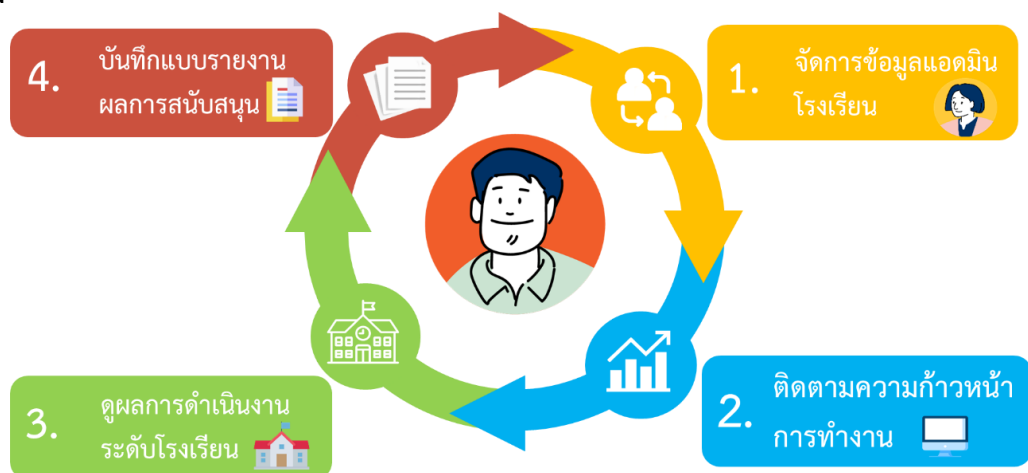 1. จัดการข้อมูลแอดมิน
โรงเรียน
2. ติดตามความก้าวหน้า
การทำงาน
3. ดูผลการดำเนินงาน
ระดับโรงเรียน
4. บันทึกแบบรายงาน
ผลการสนับสนุน